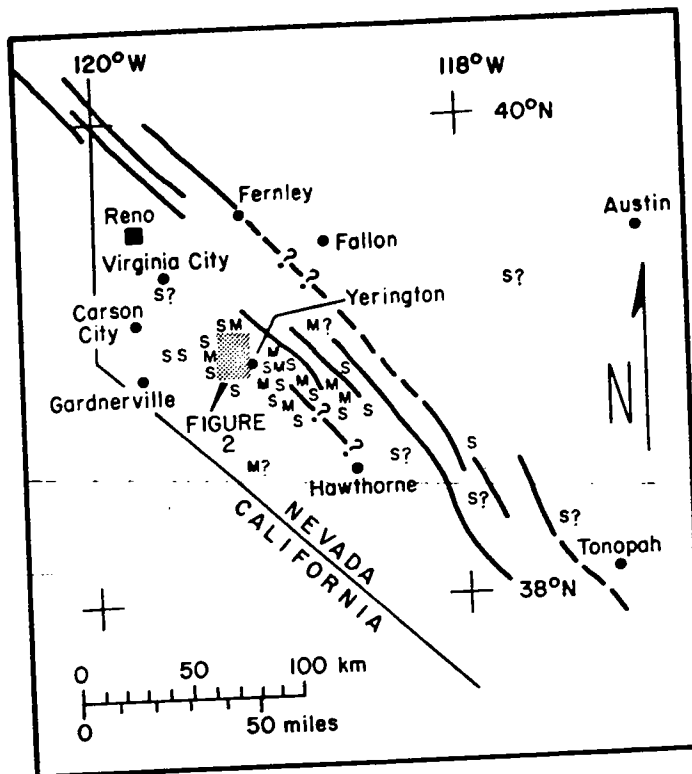 120°W
118°W
40°N
Fernley
Reno
Austin
Fallon
Virginia City
S?
S?
?
?
Yerington
Carson City
S M
M?
S
S S
M
M
S
S M S
S
S
M
M
M
Gardnerville
S
S
M
S
S
M
S
S
?
FIGURE 2
M?
?
S?
S
Hawthorne
S?
S?
N
NEVADA
CALIFORNIA
Tonopah
38°N
0 50 100 km
0 50 miles